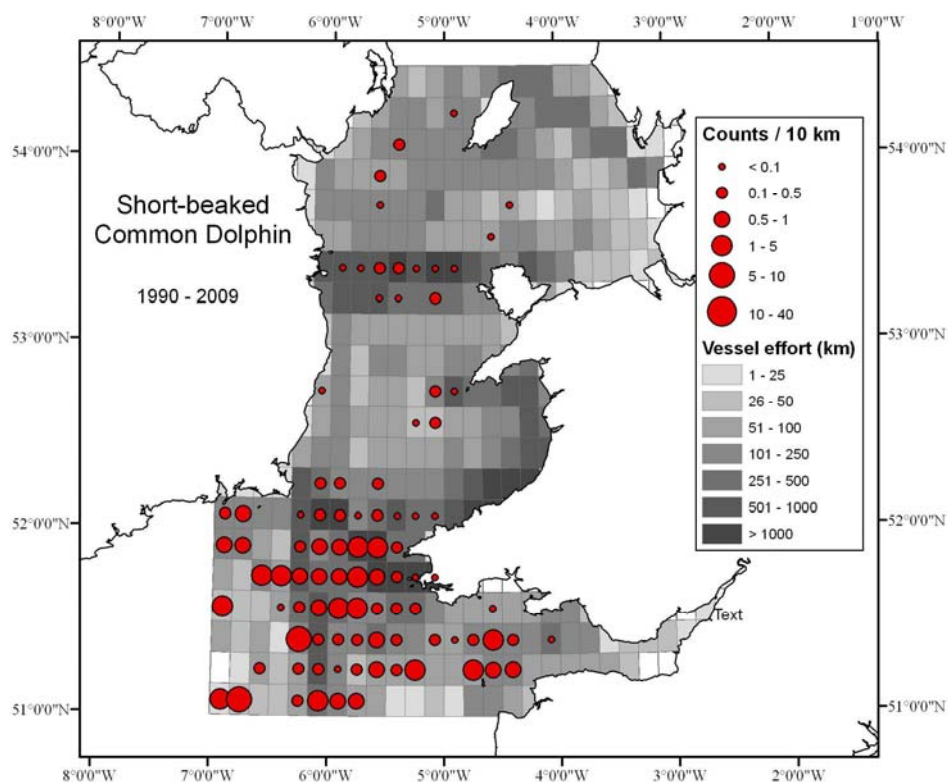 8°0'0"W 7°0'0"W 6°0'0"W 5°0'0"W 4°0'0"W 3°0'0"W 2°0'0"W 1°0'0"W
54°0'0"N
53°0'0"N
52°0'0"N
51°0'0"N
Short-beaked
Common Dolphin
1990 - 2009
Counts / 10 km
< 0.1
0.1 - 0.5
0.5 - 1
1 - 5
5 - 10
10 - 40
Vessel effort (km)
1 - 25
26 - 50
51 - 100
101 - 250
251 - 500
501 - 1000
> 1000
Text
54°0'0"N
53°0'0"N
52°0'0"N
51°0'0"N
8°0'0"W 7°0'0"W 6°0'0"W 5°0'0"W 4°0'0"W 3°0'0"W 2°0'0"W 1°0'0"W